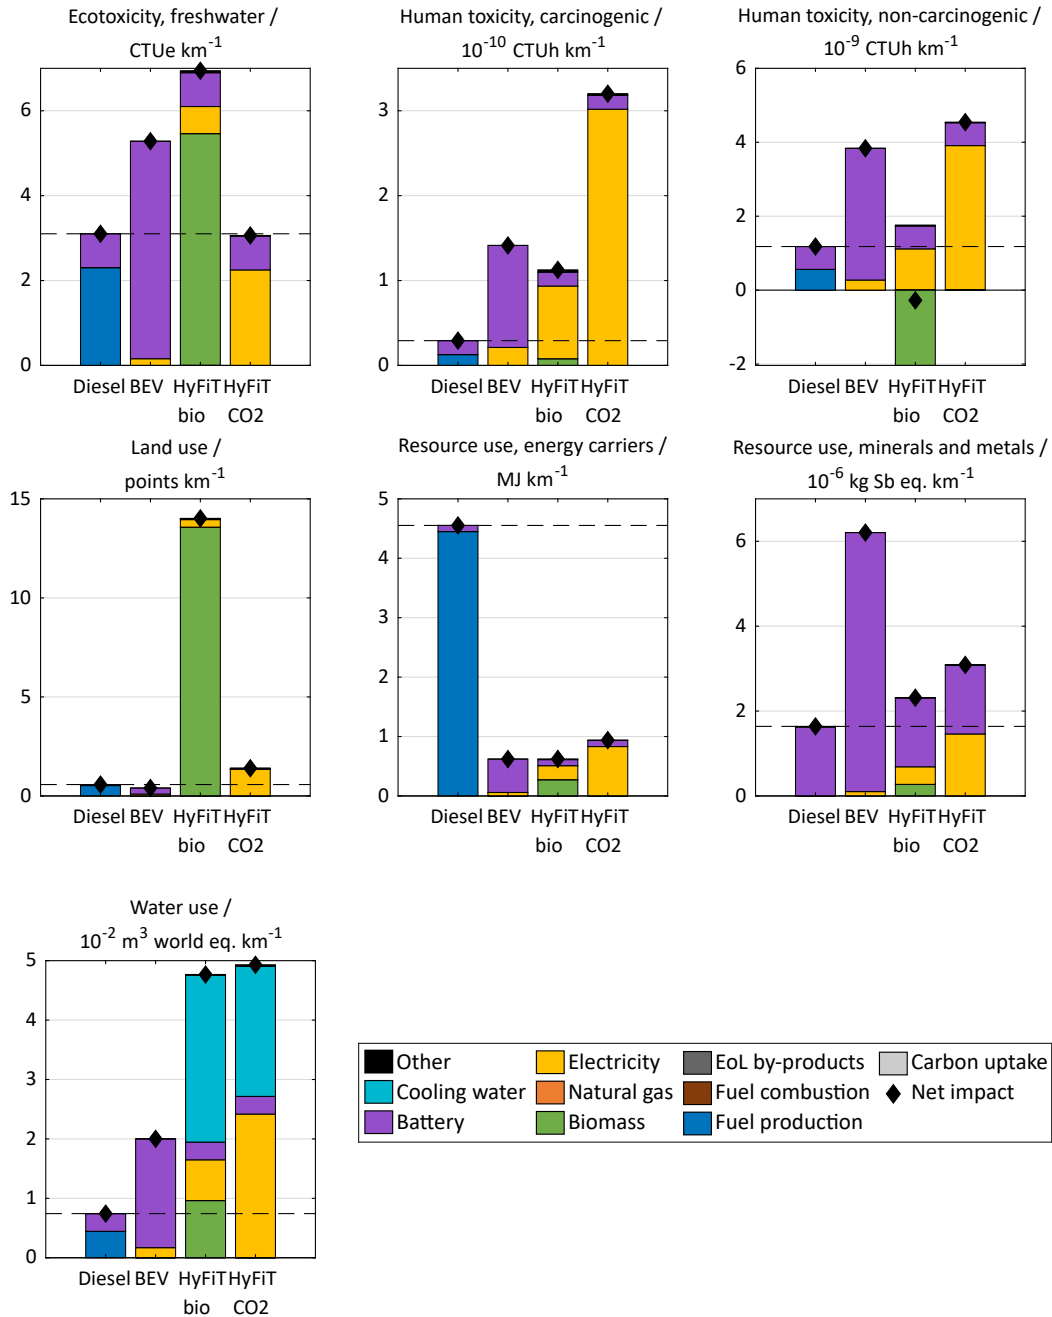 Ecotoxicity, freshwater /
CTUe km⁻¹
6
4
2
0
Diesel BEV HyFiT HyFiT
bio CO2
Human toxicity, carcinogenic /
10⁻¹⁰ CTUh km⁻¹
3
2
1
0
Diesel BEV HyFiT HyFiT
bio CO2
Human toxicity, non-carcinogenic /
10⁻⁹ CTUh km⁻¹
6
4
2
0
-2
Diesel BEV HyFiT HyFiT
bio CO2
Land use /
points km⁻¹
15
10
5
0
Diesel BEV HyFiT HyFiT
bio CO2
Resource use, energy carriers /
MJ km⁻¹
5
4
3
2
1
0
Diesel BEV HyFiT HyFiT
bio CO2
Resource use, minerals and metals /
10⁻⁶ kg Sb eq. km⁻¹
6
4
2
0
Diesel BEV HyFiT HyFiT
bio CO2
Water use /
10⁻² m³ world eq. km⁻¹
5
4
3
2
1
0
Diesel BEV HyFiT HyFiT
bio CO2
Other Electricity EoL by-products Carbon uptake
Cooling water Natural gas Fuel combustion Net impact
Battery Biomass Fuel production